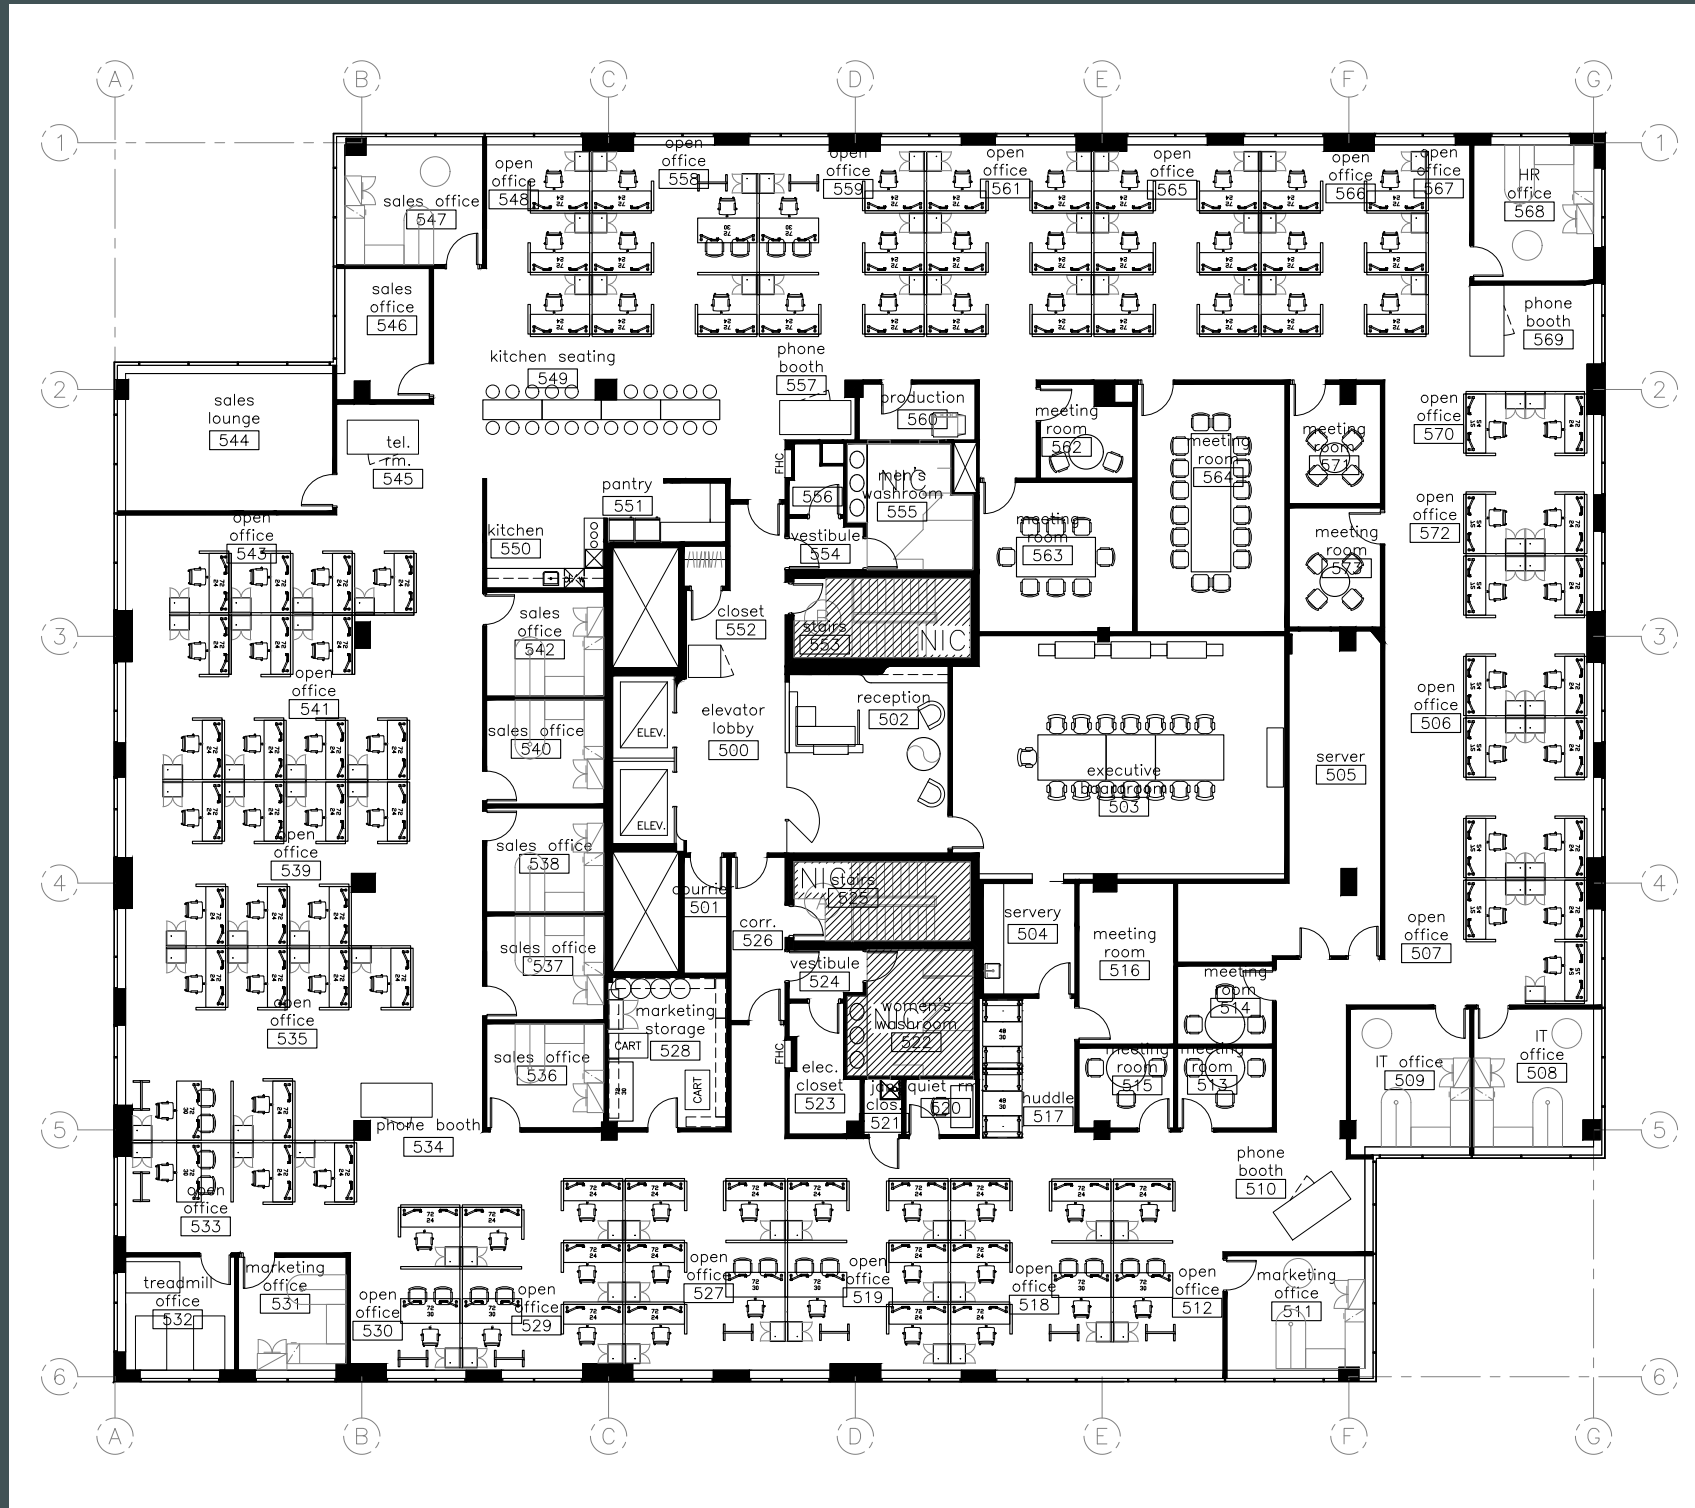 A B C D E F G
1 1
open
office
558
open
office
548
open
office
559
open
office
561
open
office
565
open
office
566
open
office
567
HR
office
568
sales office
547
sales
office
546
phone
booth
569
kitchen seating
549
phone
booth
557
2 2
sales
lounge
544
tel.
rm.
545
production
560
meeting
room
562
meeting
room
564
meeting
room
571
open
office
570
FHC
556
NIC
men's
washroom
555
pantry
551
kitchen
550
vestibule
554
meeting
room
563
meeting
room
573
open
office
572
open
office
543
sales
office
542
closet
552
stairs
553
NIC
3 3
open
office
541
sales office
540
ELEV.
elevator
lobby
500
reception
502
executive
boardroom
503
server
505
open
office
506
ELEV.
open
office
539
sales office
538
4 4
courrier
501
corr.
526
NIC
stairs
525
servery
504
meeting
room
516
open
office
507
sales office
537
vestibule
524
meeting
room
514
open
office
535
marketing
storage
528
CART
CART
FHC
NIC
women's
washroom
522
sales office
536
elec.
closet
523
jan.
clos.
521
quiet rm
520
huddle
517
meeting
room
515
meeting
room
513
IT office
509
IT
office
508
5 5
phone booth
534
phone
booth
510
open
office
533
treadmill
office
532
marketing
office
531
open
office
530
open
office
529
open
office
527
open
office
519
open
office
518
open
office
512
marketing
office
511
6 6
A B C D E F G